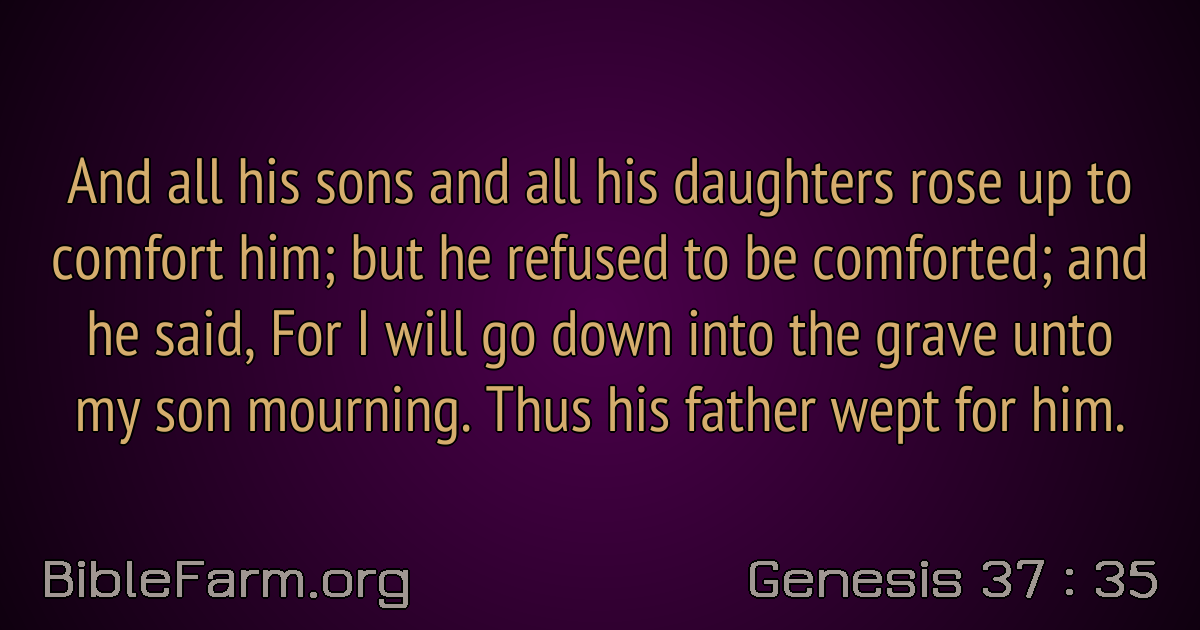 And all his sons and all his daughters rose up to
comfort him; but he refused to be comforted; and
he said, For I will go down into the grave unto
my son mourning. Thus his father wept for him.
BibleFarm.org
Genesis 37 : 35